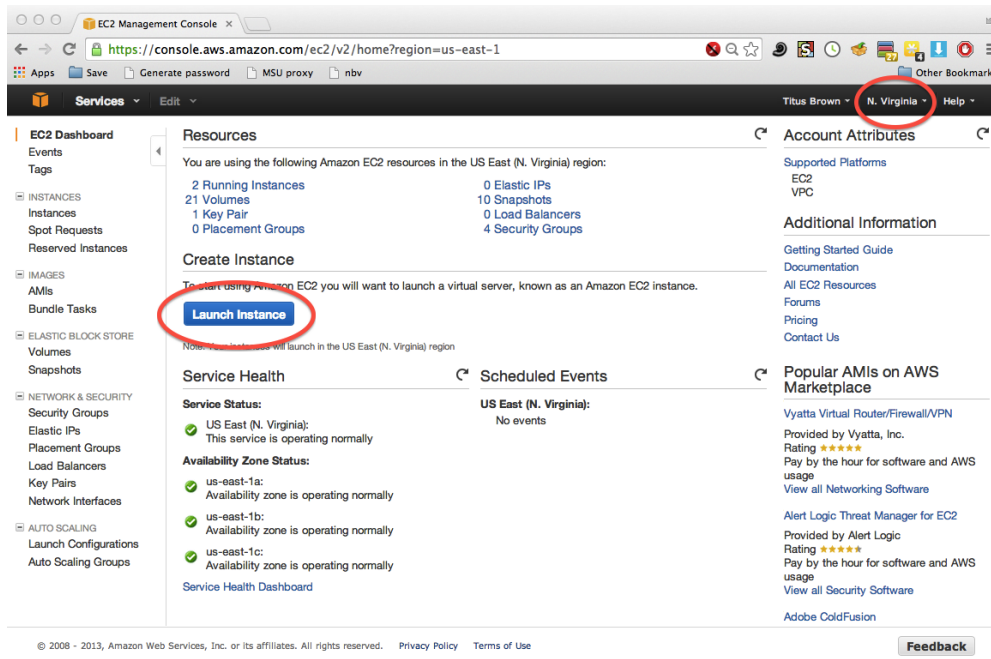 EC2 Management Console ×
https://console.aws.amazon.com/ec2/v2/home?region=us-east-1
Apps Save Generate password MSU proxy nbv Other Bookmark
Services Edit Titus Brown N. Virginia Help
EC2 Dashboard
Events
Tags
INSTANCES
Instances
Spot Requests
Reserved Instances
IMAGES
AMIs
Bundle Tasks
ELASTIC BLOCK STORE
Volumes
Snapshots
NETWORK & SECURITY
Security Groups
Elastic IPs
Placement Groups
Load Balancers
Key Pairs
Network Interfaces
AUTO SCALING
Launch Configurations
Auto Scaling Groups
Resources
You are using the following Amazon EC2 resources in the US East (N. Virginia) region:
2 Running Instances 0 Elastic IPs
21 Volumes 10 Snapshots
1 Key Pair 0 Load Balancers
0 Placement Groups 4 Security Groups
Create Instance
To start using Amazon EC2 you will want to launch a virtual server, known as an Amazon EC2 instance.
Launch Instance
Note: Your instances will launch in the US East (N. Virginia) region
Service Health
Service Status:
US East (N. Virginia):
This service is operating normally
Availability Zone Status:
us-east-1a:
Availability zone is operating normally
us-east-1b:
Availability zone is operating normally
us-east-1c:
Availability zone is operating normally
Service Health Dashboard
Scheduled Events
US East (N. Virginia):
No events
Account Attributes
Supported Platforms
EC2
VPC
Additional Information
Getting Started Guide
Documentation
All EC2 Resources
Forums
Pricing
Contact Us
Popular AMIs on AWS
Marketplace
Vyatta Virtual Router/Firewall/VPN
Provided by Vyatta, Inc.
Rating
Pay by the hour for software and AWS
usage
View all Networking Software
Alert Logic Threat Manager for EC2
Provided by Alert Logic
Rating
Pay by the hour for software and AWS
usage
View all Security Software
Adobe ColdFusion
© 2008 - 2013, Amazon Web Services, Inc. or its affiliates. All rights reserved. Privacy Policy Terms of Use
Feedback